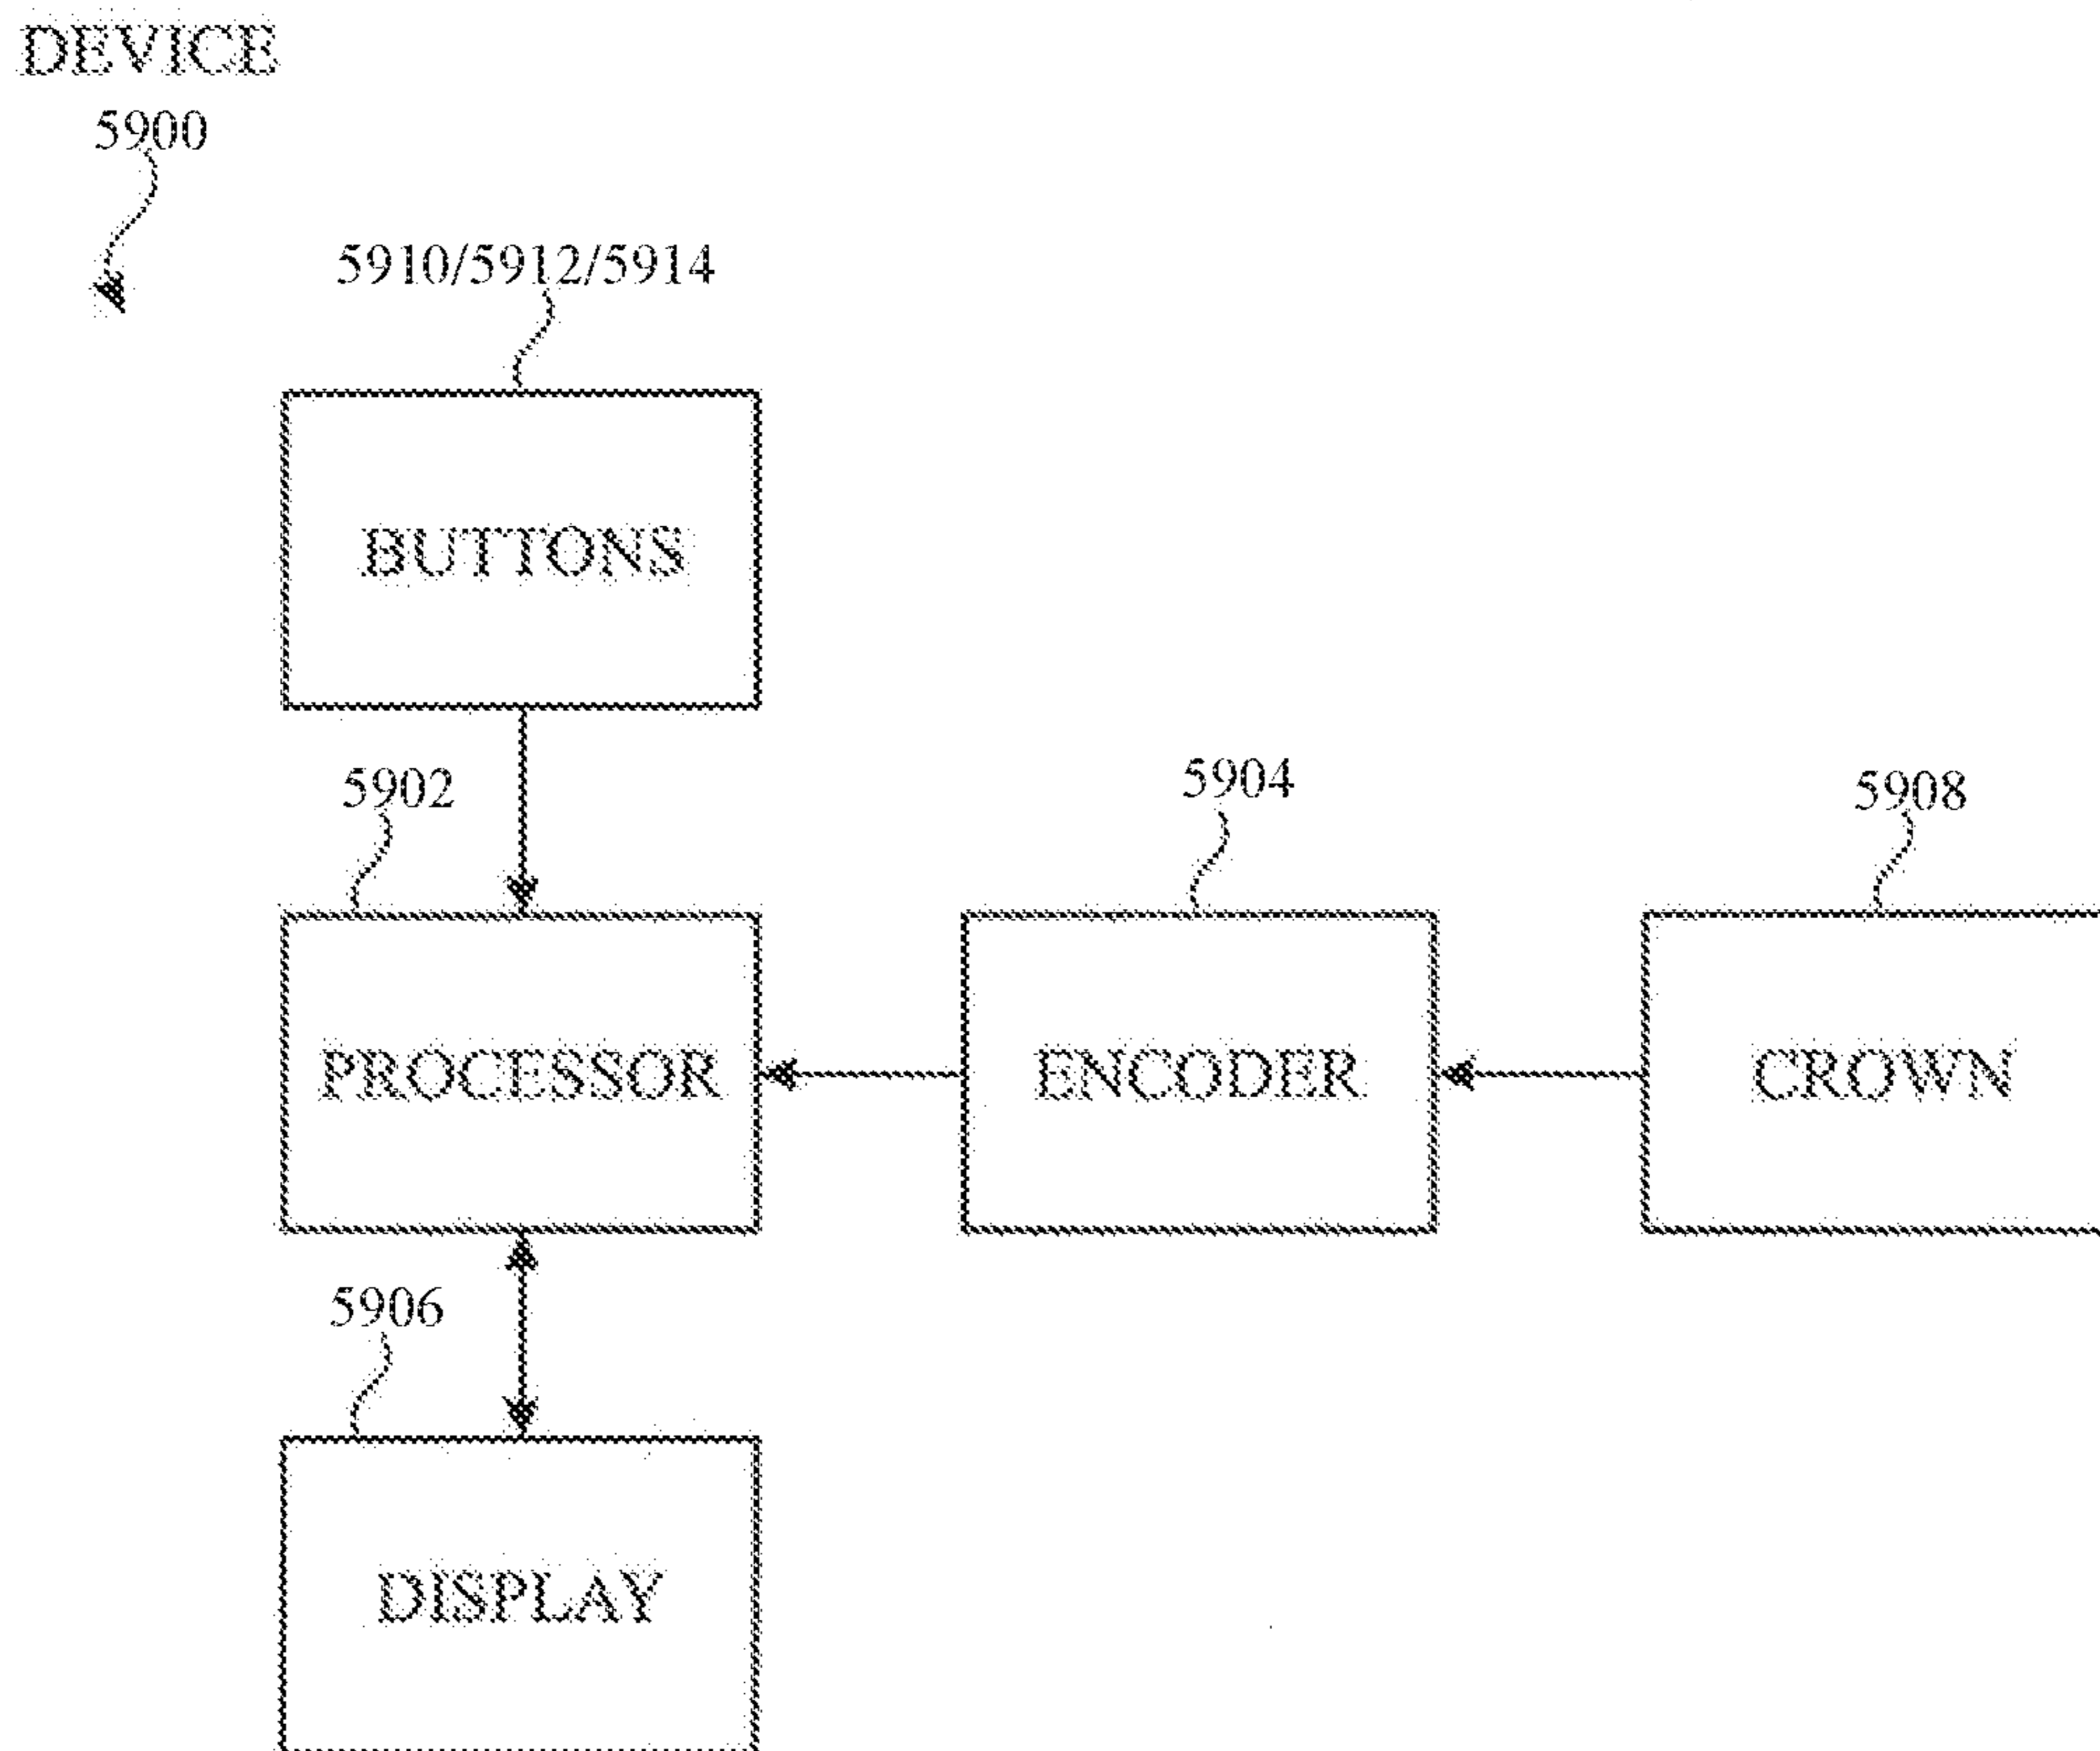 DEVICE
5900
5910/5912/5914
BUTTONS
5902
5904
5908
PROCESSOR
ENCODER
CROWN
5906
DISPLAY